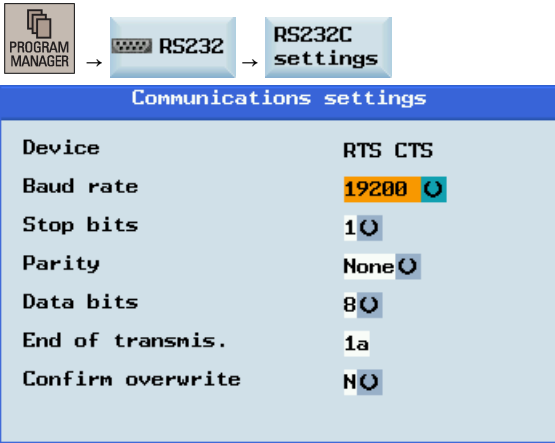 PROGRAM
MANAGER
→
RS232
→
RS232C
settings
Communications settings
Device RTS CTS
Baud rate 19200
Stop bits 1
Parity None
Data bits 8
End of transmis. 1a
Confirm overwrite N